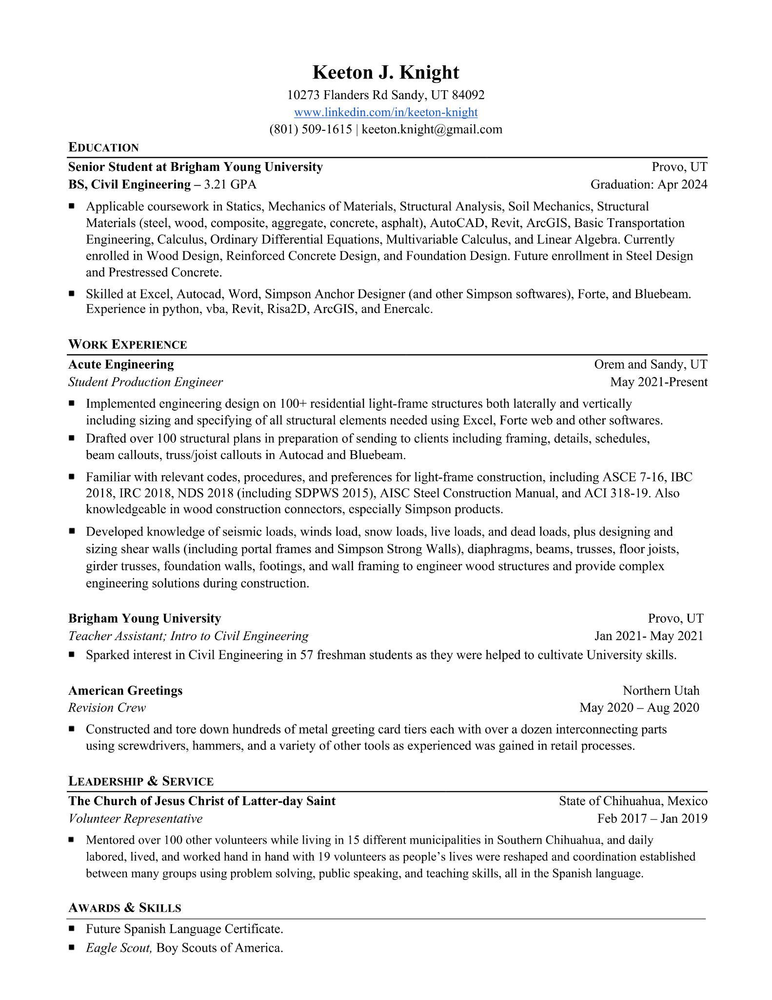 Keeton J. Knight
10273 Flanders Rd Sandy, UT 84092
www.linkedin.com/in/keeton-knight
(801) 509-1615 | keeton.knight@gmail.com
EDUCATION
Senior Student at Brigham Young University Provo, UT
BS, Civil Engineering – 3.21 GPA Graduation: Apr 2024
▪ Applicable coursework in Statics, Mechanics of Materials, Structural Analysis, Soil Mechanics, Structural
Materials (steel, wood, composite, aggregate, concrete, asphalt), AutoCAD, Revit, ArcGIS, Basic Transportation
Engineering, Calculus, Ordinary Differential Equations, Multivariable Calculus, and Linear Algebra. Currently
enrolled in Wood Design, Reinforced Concrete Design, and Foundation Design. Future enrollment in Steel Design
and Prestressed Concrete.
▪ Skilled at Excel, Autocad, Word, Simpson Anchor Designer (and other Simpson softwares), Forte, and Bluebeam.
Experience in python, vba, Revit, Risa2D, ArcGIS, and Enercalc.
WORK EXPERIENCE
Acute Engineering Orem and Sandy, UT
Student Production Engineer May 2021-Present
▪ Implemented engineering design on 100+ residential light-frame structures both laterally and vertically
including sizing and specifying of all structural elements needed using Excel, Forte web and other softwares.
▪ Drafted over 100 structural plans in preparation of sending to clients including framing, details, schedules,
beam callouts, truss/joist callouts in Autocad and Bluebeam.
▪ Familiar with relevant codes, procedures, and preferences for light-frame construction, including ASCE 7-16, IBC
2018, IRC 2018, NDS 2018 (including SDPWS 2015), AISC Steel Construction Manual, and ACI 318-19. Also
knowledgeable in wood construction connectors, especially Simpson products.
▪ Developed knowledge of seismic loads, winds load, snow loads, live loads, and dead loads, plus designing and
sizing shear walls (including portal frames and Simpson Strong Walls), diaphragms, beams, trusses, floor joists,
girder trusses, foundation walls, footings, and wall framing to engineer wood structures and provide complex
engineering solutions during construction.
Brigham Young University Provo, UT
Teacher Assistant; Intro to Civil Engineering Jan 2021- May 2021
▪ Sparked interest in Civil Engineering in 57 freshman students as they were helped to cultivate University skills.
American Greetings Northern Utah
Revision Crew May 2020 – Aug 2020
▪ Constructed and tore down hundreds of metal greeting card tiers each with over a dozen interconnecting parts
using screwdrivers, hammers, and a variety of other tools as experienced was gained in retail processes.
LEADERSHIP & SERVICE
The Church of Jesus Christ of Latter-day Saint State of Chihuahua, Mexico
Volunteer Representative Feb 2017 – Jan 2019
▪ Mentored over 100 other volunteers while living in 15 different municipalities in Southern Chihuahua, and daily
labored, lived, and worked hand in hand with 19 volunteers as people’s lives were reshaped and coordination established
between many groups using problem solving, public speaking, and teaching skills, all in the Spanish language.
AWARDS & SKILLS
▪ Future Spanish Language Certificate.
▪ Eagle Scout, Boy Scouts of America.